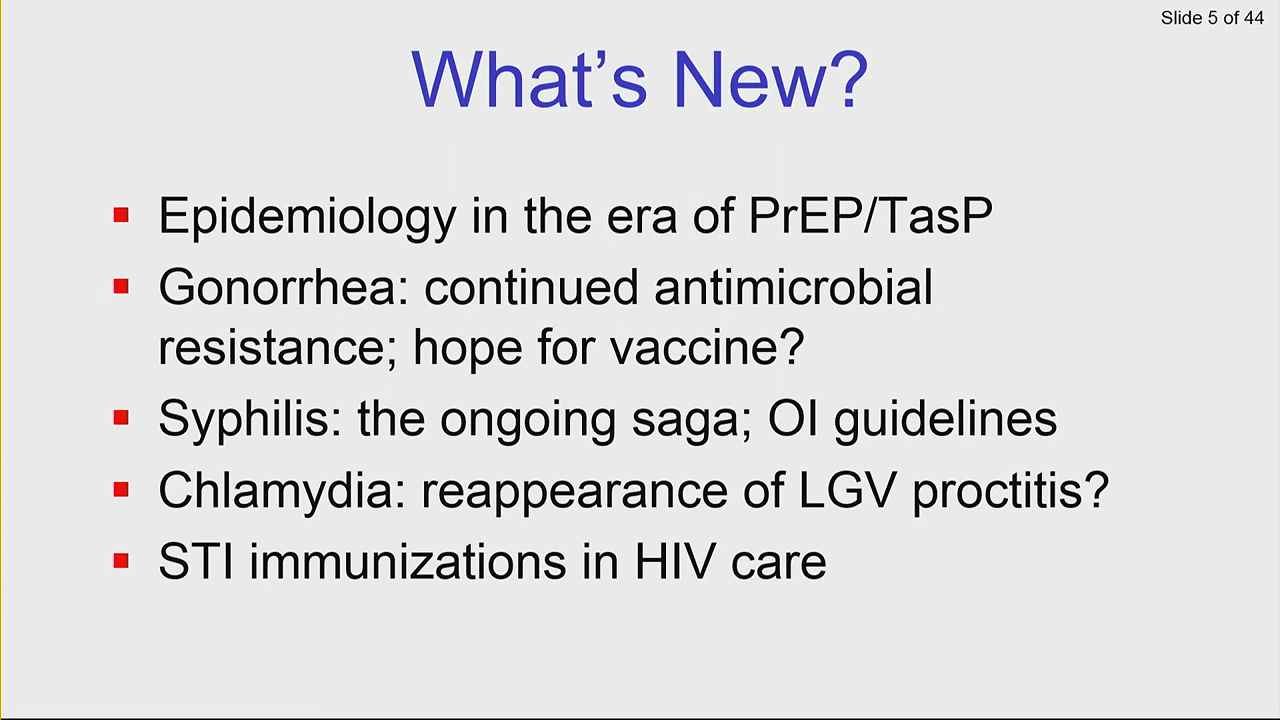 Slide 5 of 44
What’s New?
Epidemiology in the era of PrEP/TasP
Gonorrhea: continued antimicrobial
resistance; hope for vaccine?
Syphilis: the ongoing saga; OI guidelines
Chlamydia: reappearance of LGV proctitis?
STI immunizations in HIV care